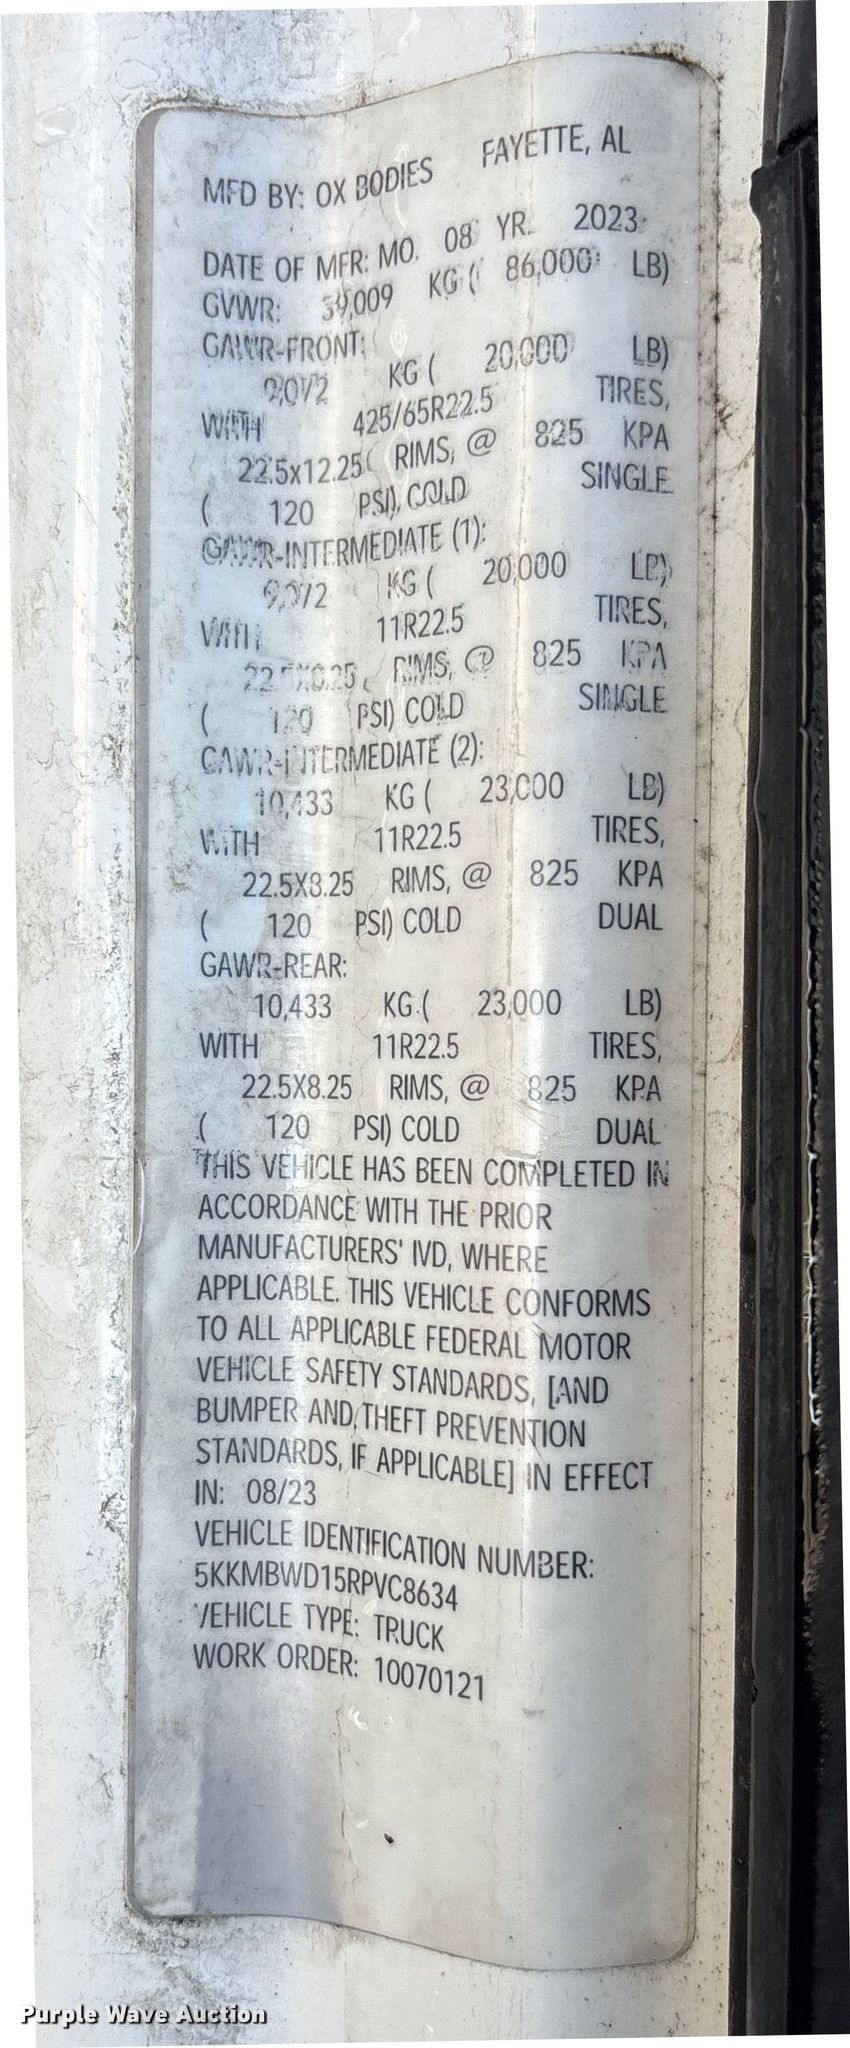 MFD BY: OX BODIES FAYETTE, AL
DATE OF MFR: MO. 08 YR. 2023
GVWR: 39,009 KG ( 86,000 LB)
GAWR-FRONT:
9,072 KG ( 20,000 LB)
WITH 425/65R22.5 TIRES,
22.5x12.25 RIMS, @ 825 KPA
( 120 PSI) COLD SINGLE
GAWR-INTERMEDIATE (1):
9,072 KG ( 20,000 LB)
WITH 11R22.5 TIRES,
22.5X8.25 RIMS, @ 825 KPA
( 120 PSI) COLD SINGLE
GAWR-INTERMEDIATE (2):
10,433 KG ( 23,000 LB)
WITH 11R22.5 TIRES,
22.5X8.25 RIMS, @ 825 KPA
( 120 PSI) COLD DUAL
GAWR-REAR:
10,433 KG ( 23,000 LB)
WITH 11R22.5 TIRES,
22.5X8.25 RIMS, @ 825 KPA
( 120 PSI) COLD DUAL
THIS VEHICLE HAS BEEN COMPLETED IN
ACCORDANCE WITH THE PRIOR
MANUFACTURERS' IVD, WHERE
APPLICABLE. THIS VEHICLE CONFORMS
TO ALL APPLICABLE FEDERAL MOTOR
VEHICLE SAFETY STANDARDS, [AND
BUMPER AND THEFT PREVENTION
STANDARDS, IF APPLICABLE] IN EFFECT
IN: 08/23
VEHICLE IDENTIFICATION NUMBER:
5KKMBWD15RPVC8634
VEHICLE TYPE: TRUCK
WORK ORDER: 10070121
Purple Wave Auction